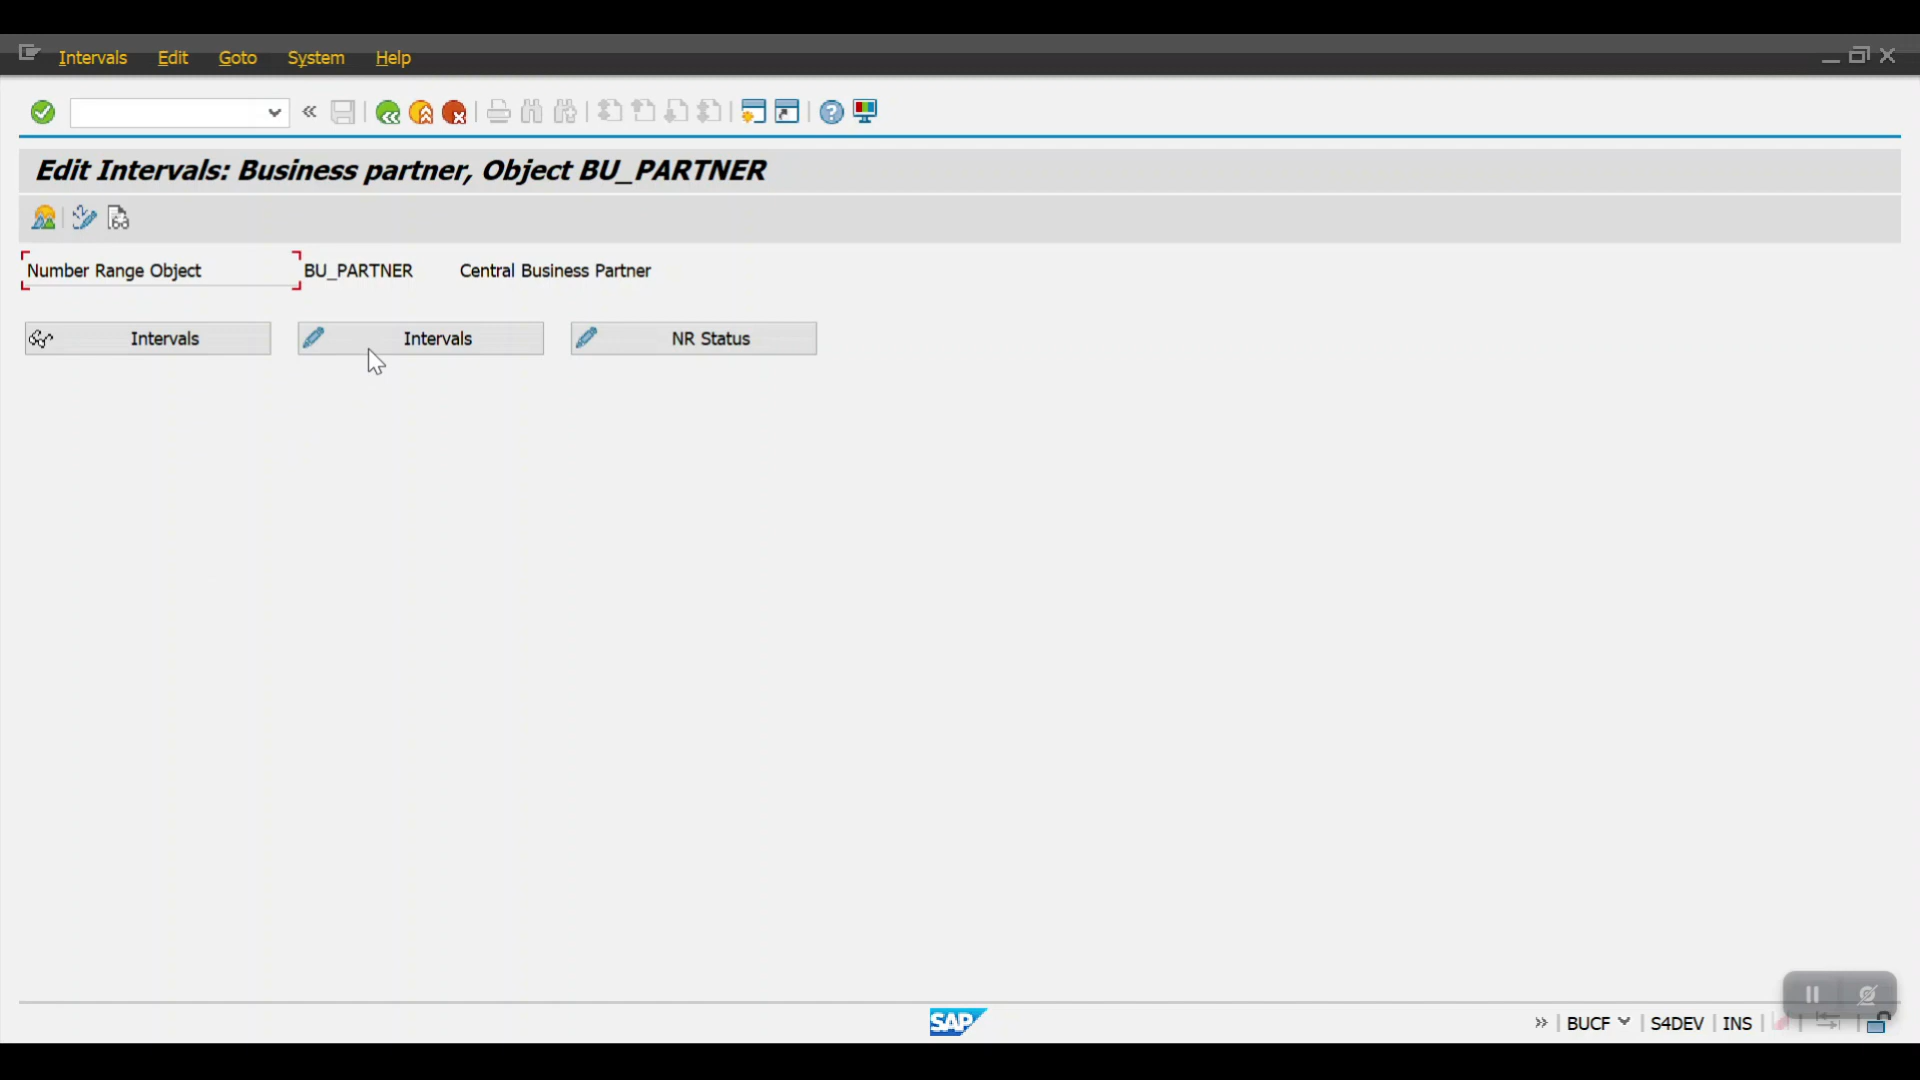 Intervals Edit Goto System Help
Edit Intervals: Business partner, Object BU_PARTNER
Number Range Object BU_PARTNER Central Business Partner
Intervals Intervals NR Status
SAP BUCF S4DEV INS